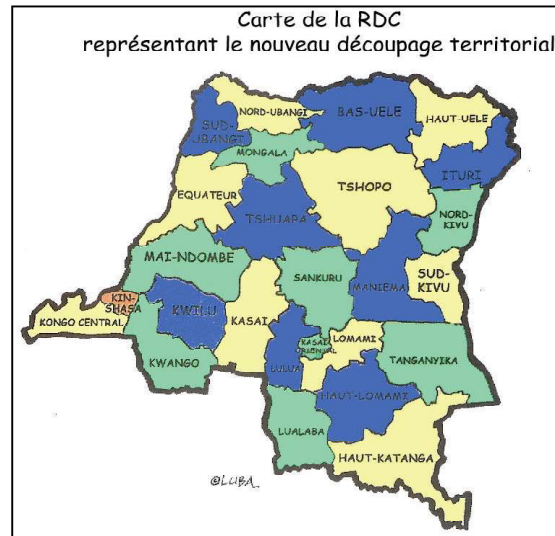 Carte de la RDC
représentant le nouveau découpage territorial
NORD-UBANGI
BAS-UELE
HAUT-UELE
SUD-
UBANGI
MONGALA
ITURI
EQUATEUR
TSHOPO
TSHUAPA
NORD-
KIVU
MAI-NDOMBE
SANKURU
MANIEMA
SUD-
KIVU
KIN-
SHASA
KONGO CENTRAL
KWILU
KASAI
LOMAMI
KASAI
ORIENTAL
KWANGO
LULUA
TANGANYIKA
HAUT-LOMAMI
LUALABA
HAUT-KATANGA
@LUBA